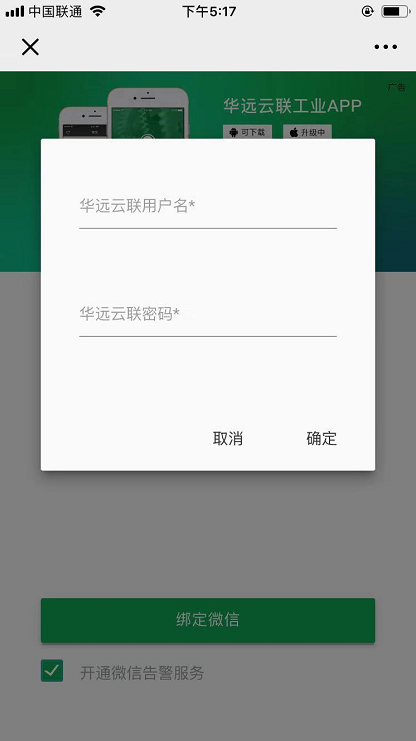 中国联通
下午5:17
广告
华远云联工业APP
可下载
升级中
华远云联用户名*
华远云联密码*
取消
确定
绑定微信
开通微信告警服务